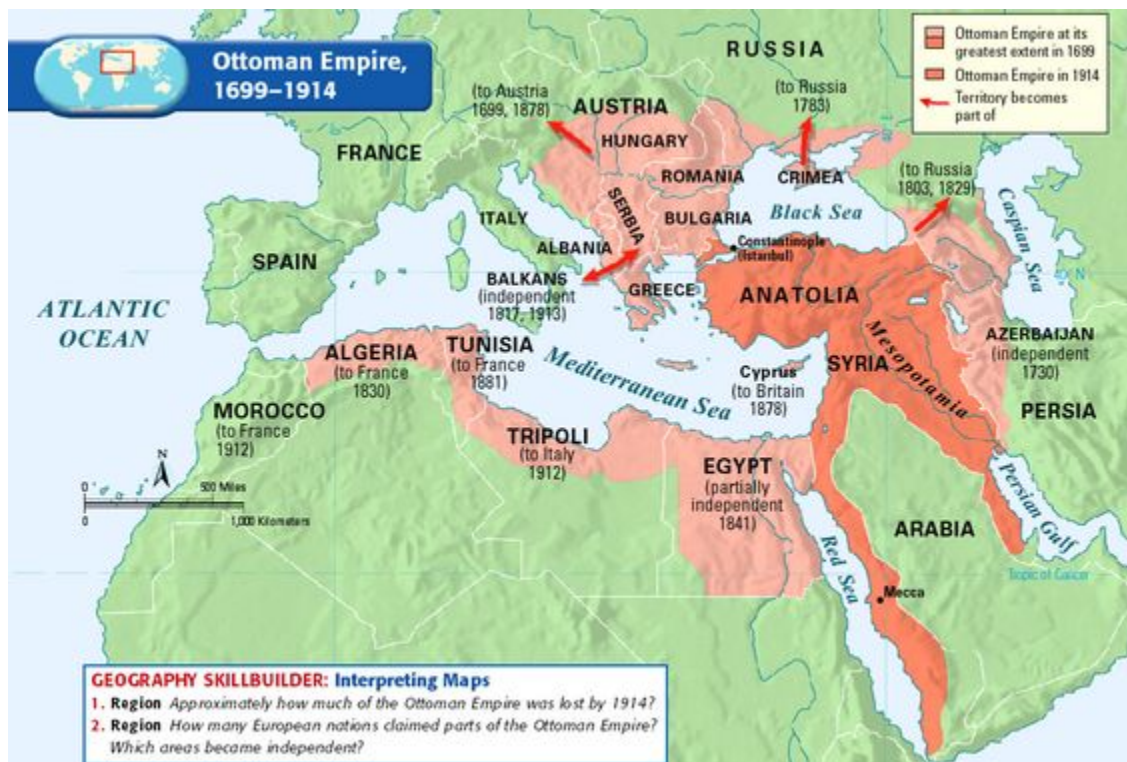 Ottoman Empire,
1699–1914
Ottoman Empire at its
greatest extent in 1699
Ottoman Empire in 1914
Territory becomes
part of
RUSSIA
(to Austria
1699, 1878)
AUSTRIA
(to Russia
1783)
HUNGARY
FRANCE
ROMANIA
CRIMEA
(to Russia
1803, 1829)
SERBIA
ITALY
BULGARIA
Black Sea
Caspian Sea
ALBANIA
Constantinople
(Istanbul)
SPAIN
BALKANS
(independent
1817, 1913)
GREECE
ANATOLIA
ATLANTIC
OCEAN
ALGERIA
(to France
1830)
TUNISIA
(to France
1881)
Mediterranean Sea
Cyprus
(to Britain
1878)
SYRIA
Mesopotamia
AZERBAIJAN
(independent
1730)
PERSIA
MOROCCO
(to France
1912)
TRIPOLI
(to Italy
1912)
EGYPT
(partially
independent
1841)
Persian Gulf
N
0 500 Miles
0 1,000 Kilometers
ARABIA
Red Sea
Tropic of Cancer
Mecca
GEOGRAPHY SKILLBUILDER: Interpreting Maps
1. Region Approximately how much of the Ottoman Empire was lost by 1914?
2. Region How many European nations claimed parts of the Ottoman Empire?
Which areas became independent?